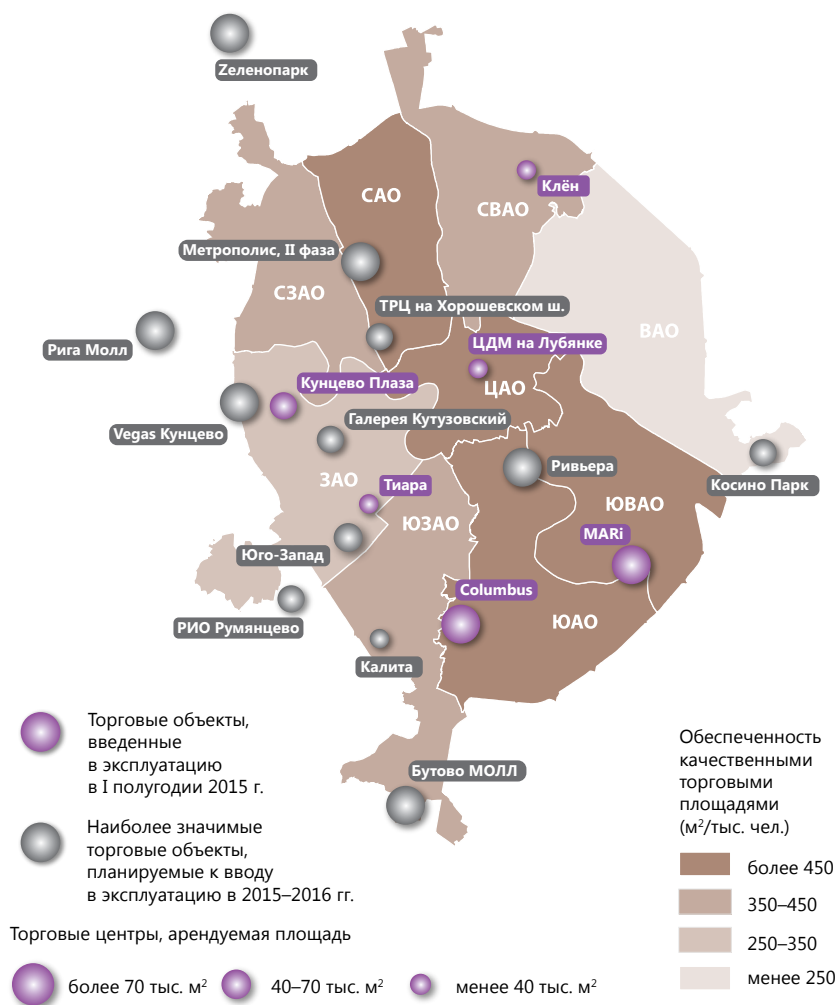 Zеленопарк
Клён
САО
СВАО
Метрополис, II фаза
СЗАО
ТРЦ на Хорошевском ш.
ВАО
Рига Молл
ЦДМ на Лубянке
Кунцево Плаза
ЦАО
Vegas Кунцево
Галерея Кутузовский
Ривьера
ЗАО
Тиара
Косино Парк
ЮВАО
ЮЗАО
MARi
Юго-Запад
Columbus
РИО Румянцево
ЮАО
Калита
Бутово МОЛЛ
Торговые объекты,
введенные
в эксплуатацию
в I полугодии 2015 г.
Наиболее значимые
торговые объекты,
планируемые к вводу
в эксплуатацию в 2015–2016 гг.
Торговые центры, арендуемая площадь
более 70 тыс. м²
40–70 тыс. м²
менее 40 тыс. м²
Обеспеченность
качественными
торговыми
площадями
(м²/тыс. чел.)
более 450
350–450
250–350
менее 250